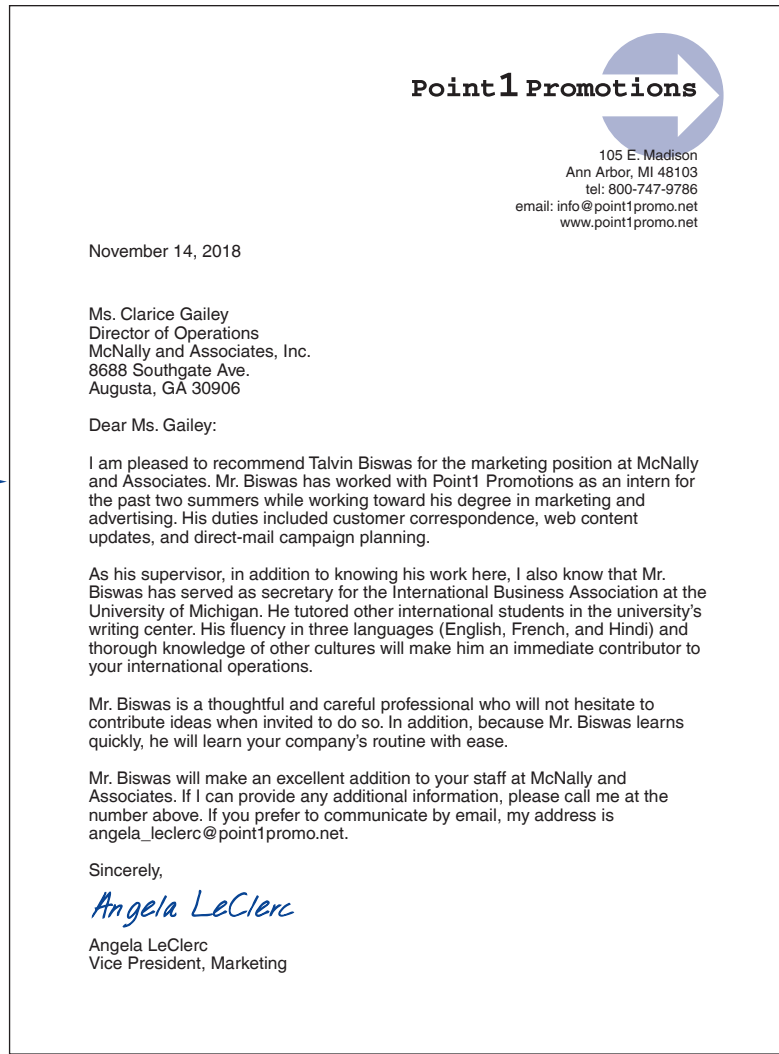 Point1 Promotions
105 E. Madison
Ann Arbor, MI 48103
tel: 800-747-9786
email: info@point1promo.net
www.point1promo.net
November 14, 2018
Ms. Clarice Gailey
Director of Operations
McNally and Associates, Inc.
8688 Southgate Ave.
Augusta, GA 30906
Dear Ms. Gailey:
I am pleased to recommend Talvin Biswas for the marketing position at McNally
and Associates. Mr. Biswas has worked with Point1 Promotions as an intern for
the past two summers while working toward his degree in marketing and
advertising. His duties included customer correspondence, web content
updates, and direct-mail campaign planning.
As his supervisor, in addition to knowing his work here, I also know that Mr.
Biswas has served as secretary for the International Business Association at the
University of Michigan. He tutored other international students in the university’s
writing center. His fluency in three languages (English, French, and Hindi) and
thorough knowledge of other cultures will make him an immediate contributor to
your international operations.
Mr. Biswas is a thoughtful and careful professional who will not hesitate to
contribute ideas when invited to do so. In addition, because Mr. Biswas learns
quickly, he will learn your company’s routine with ease.
Mr. Biswas will make an excellent addition to your staff at McNally and
Associates. If I can provide any additional information, please call me at the
number above. If you prefer to communicate by email, my address is
angela_leclerc@point1promo.net.
Sincerely,
Angela LeClerc
Angela LeClerc
Vice President, Marketing